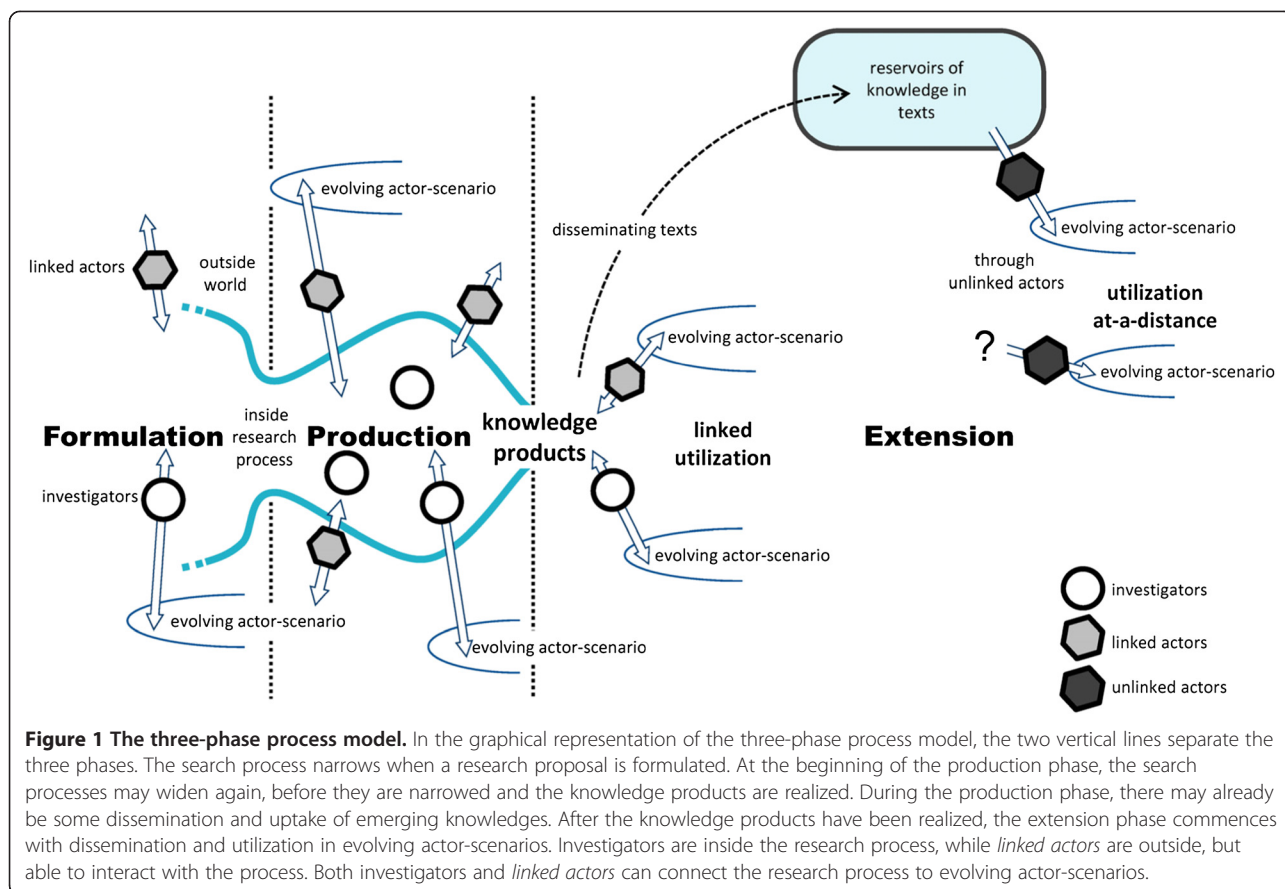 reservoirs of
knowledge in
texts
evolving actor-scenario
disseminating texts
evolving actor-scenario
linked actors
outside
world
through
unlinked actors
utilization
at-a-distance
evolving actor-scenario
?
evolving actor-scenario
Formulation
inside
research
process
Production
knowledge
products
linked
utilization
Extension
investigators
evolving actor-scenario
evolving actor-scenario
evolving actor-scenario
investigators
linked actors
unlinked actors
Figure 1 The three-phase process model. In the graphical representation of the three-phase process model, the two vertical lines separate the
three phases. The search process narrows when a research proposal is formulated. At the beginning of the production phase, the search
processes may widen again, before they are narrowed and the knowledge products are realized. During the production phase, there may already
be some dissemination and uptake of emerging knowledges. After the knowledge products have been realized, the extension phase commences
with dissemination and utilization in evolving actor-scenarios. Investigators are inside the research process, while linked actors are outside, but
able to interact with the process. Both investigators and linked actors can connect the research process to evolving actor-scenarios.